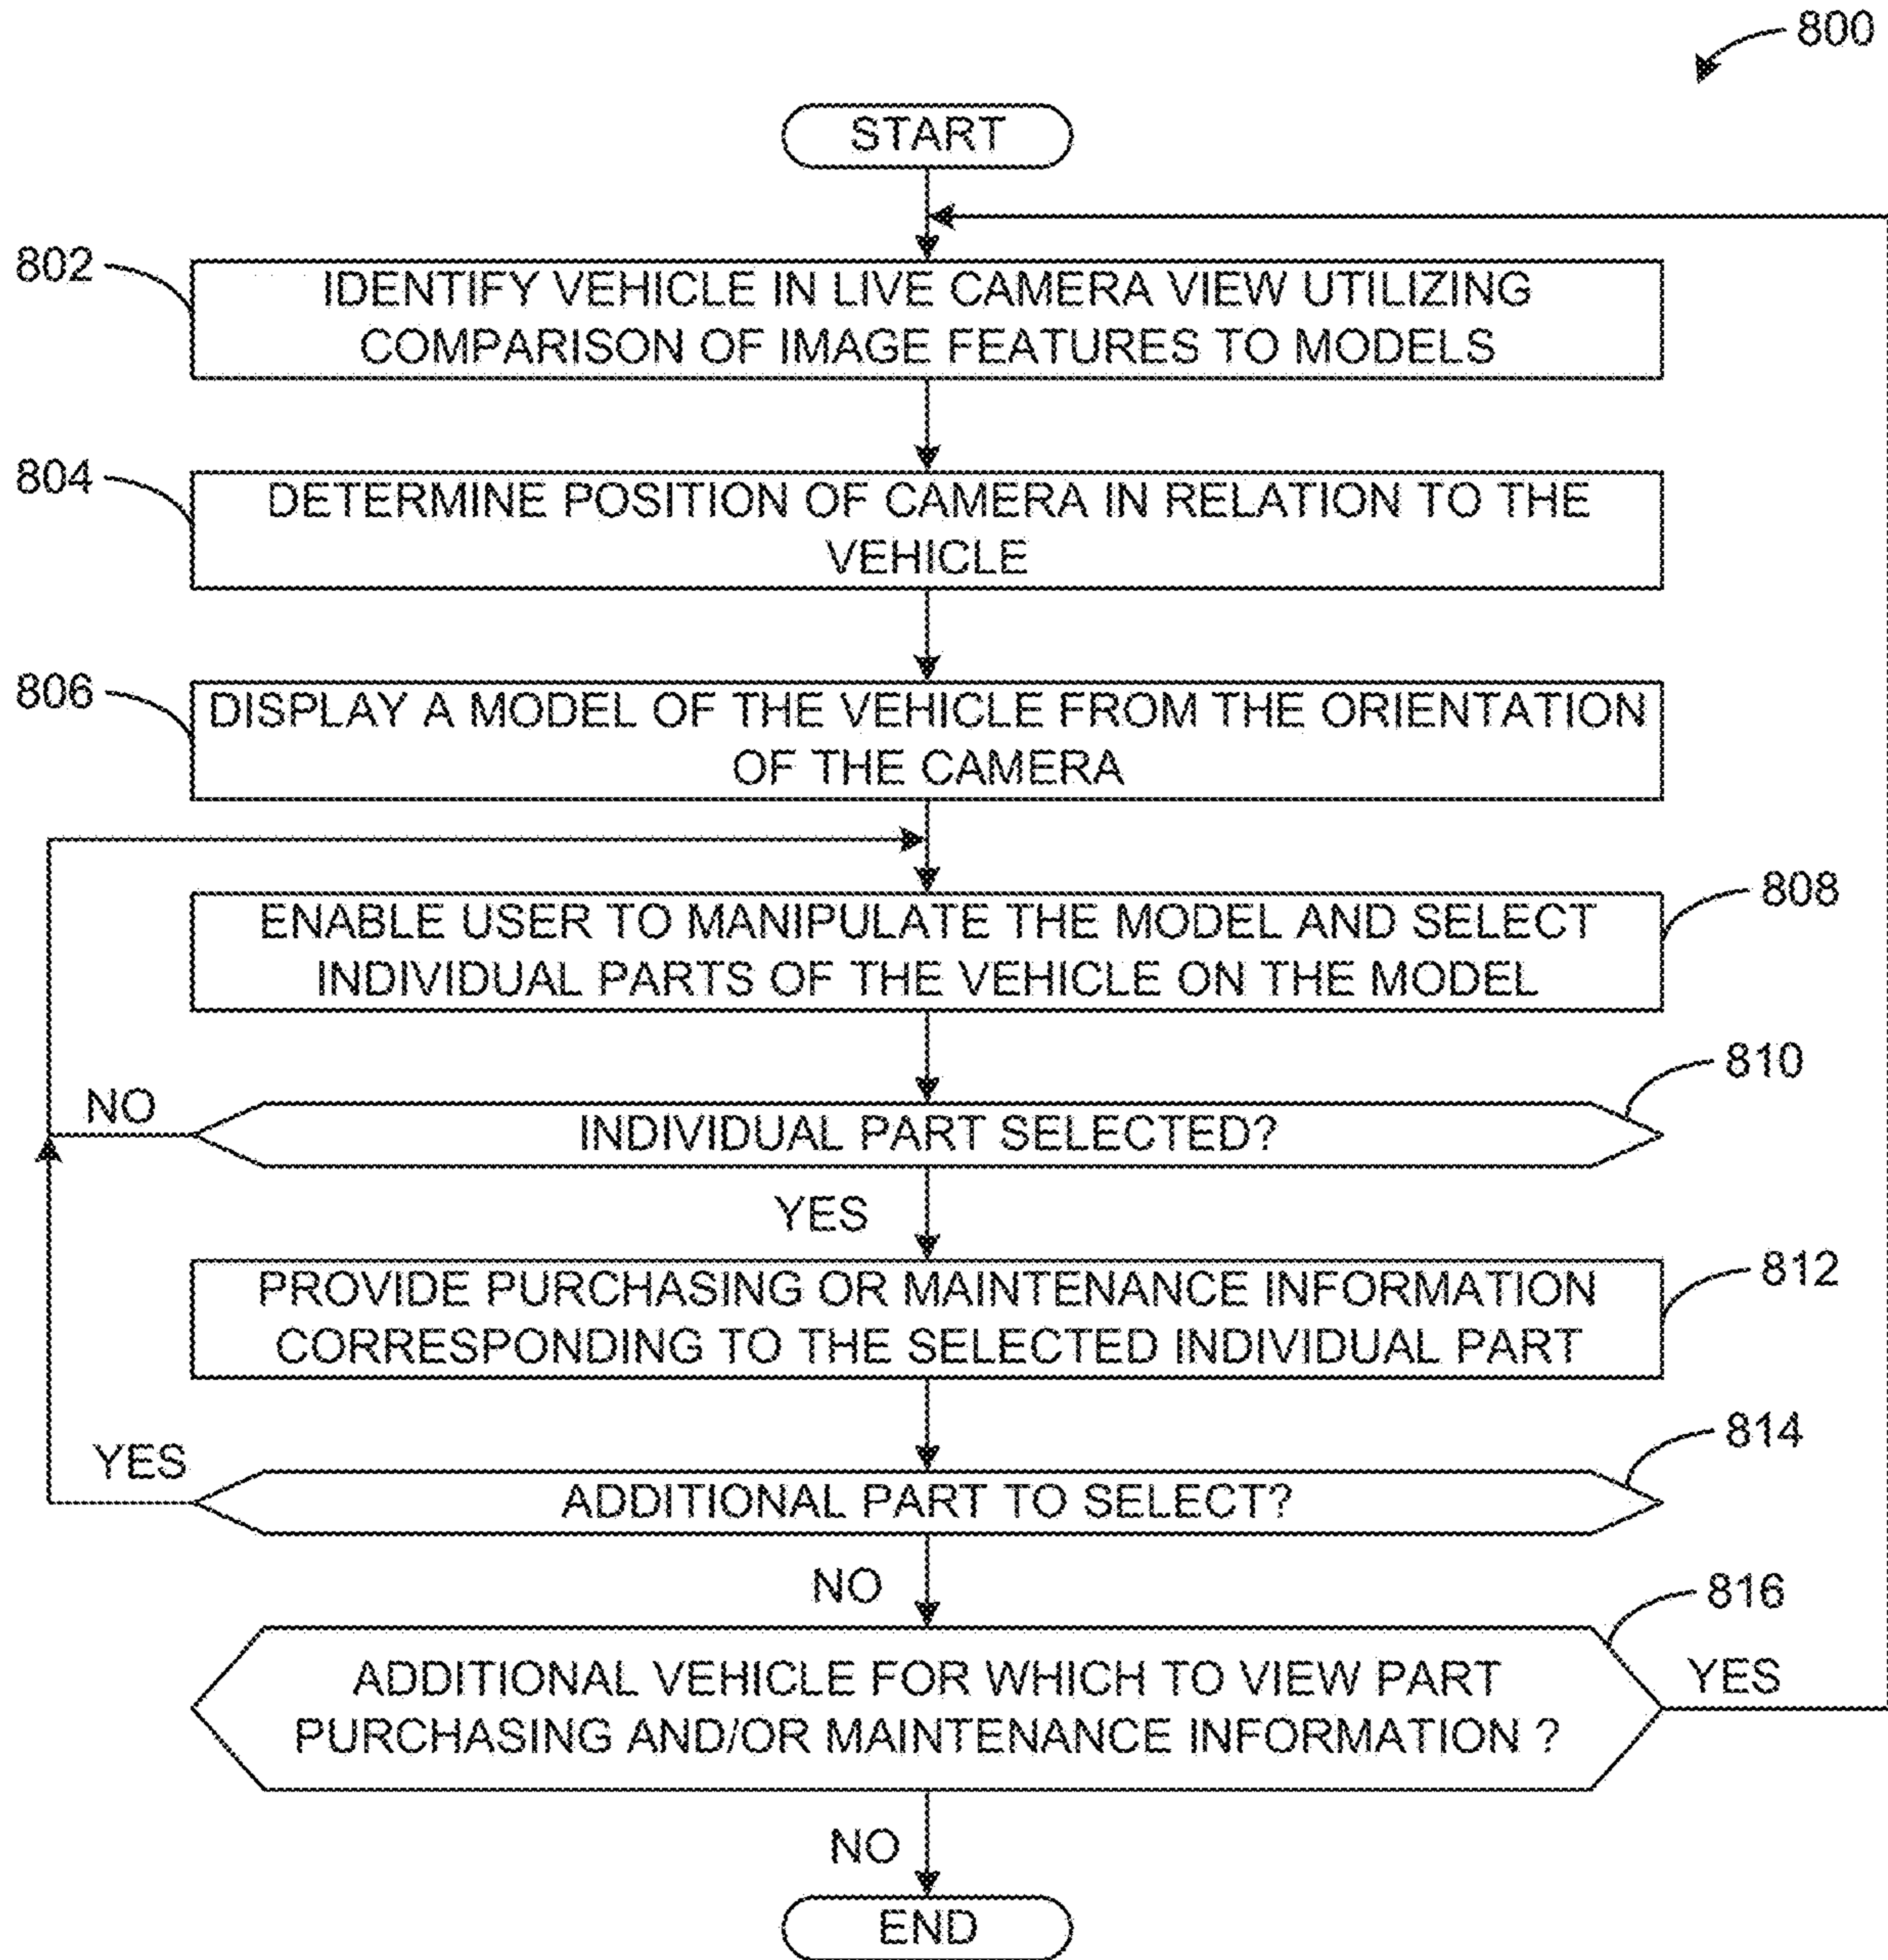 800
START
802
IDENTIFY VEHICLE IN LIVE CAMERA VIEW UTILIZING
COMPARISON OF IMAGE FEATURES TO MODELS
804
DETERMINE POSITION OF CAMERA IN RELATION TO THE
VEHICLE
806
DISPLAY A MODEL OF THE VEHICLE FROM THE ORIENTATION
OF THE CAMERA
808
ENABLE USER TO MANIPULATE THE MODEL AND SELECT
INDIVIDUAL PARTS OF THE VEHICLE ON THE MODEL
810
NO
INDIVIDUAL PART SELECTED?
YES
812
PROVIDE PURCHASING OR MAINTENANCE INFORMATION
CORRESPONDING TO THE SELECTED INDIVIDUAL PART
814
YES
ADDITIONAL PART TO SELECT?
NO
816
ADDITIONAL VEHICLE FOR WHICH TO VIEW PART
PURCHASING AND/OR MAINTENANCE INFORMATION ?
YES
NO
END